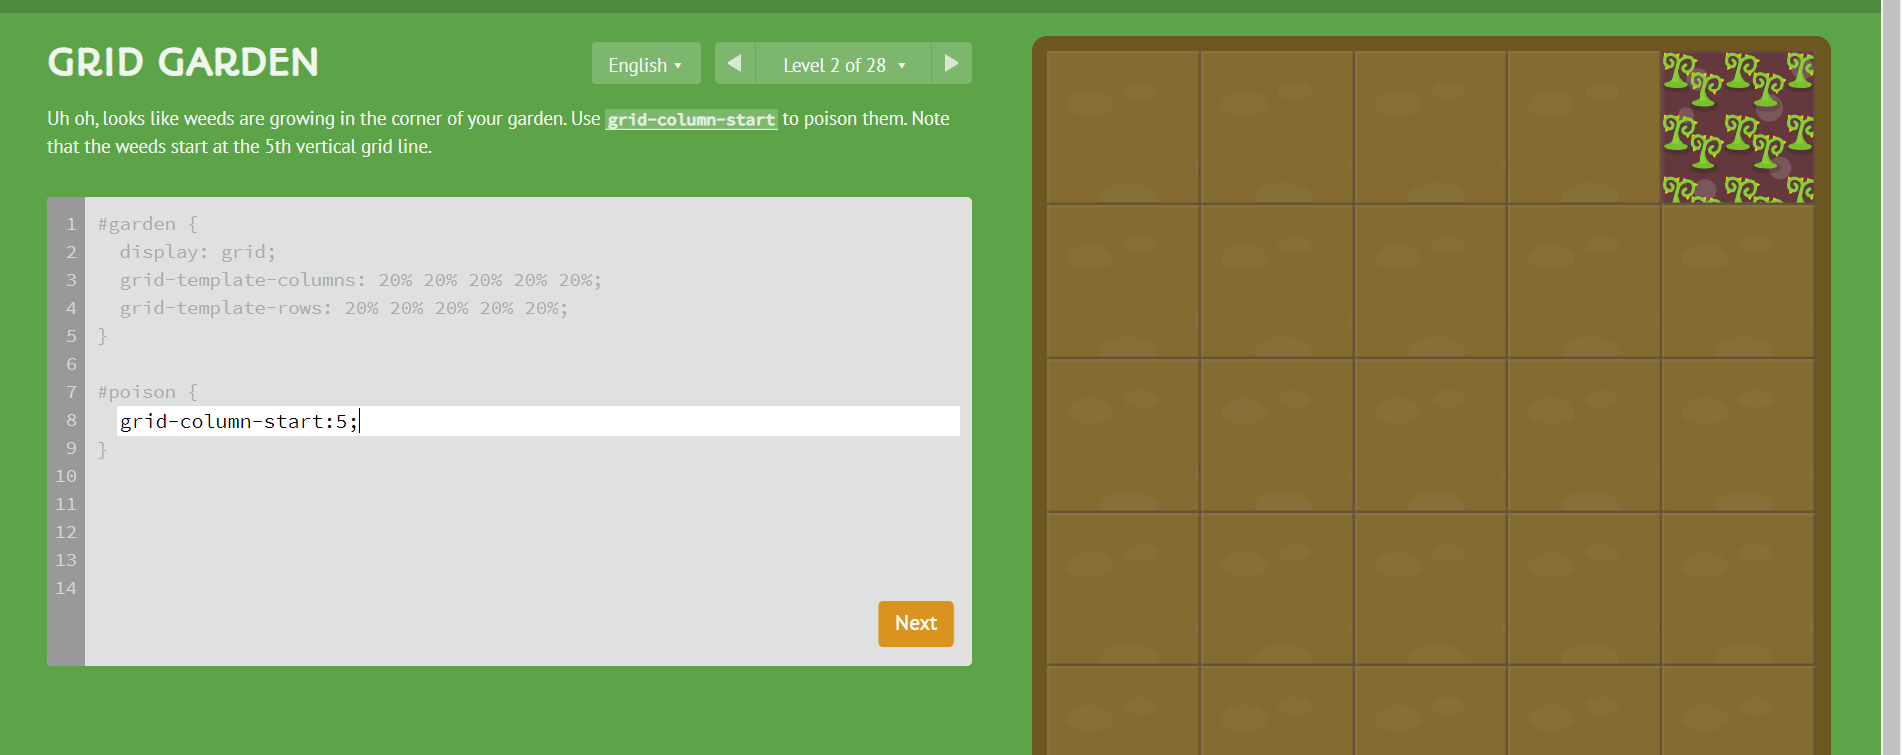 GRID GARDEN
English ▾
◀ Level 2 of 28 ▾ ▶
Uh oh, looks like weeds are growing in the corner of your garden. Use grid-column-start to poison them. Note
that the weeds start at the 5th vertical grid line.
1 #garden {
2 display: grid;
3 grid-template-columns: 20% 20% 20% 20% 20%;
4 grid-template-rows: 20% 20% 20% 20% 20%;
5 }
6
7 #poison {
8 grid-column-start:5;
9 }
10
11
12
13
14
Next